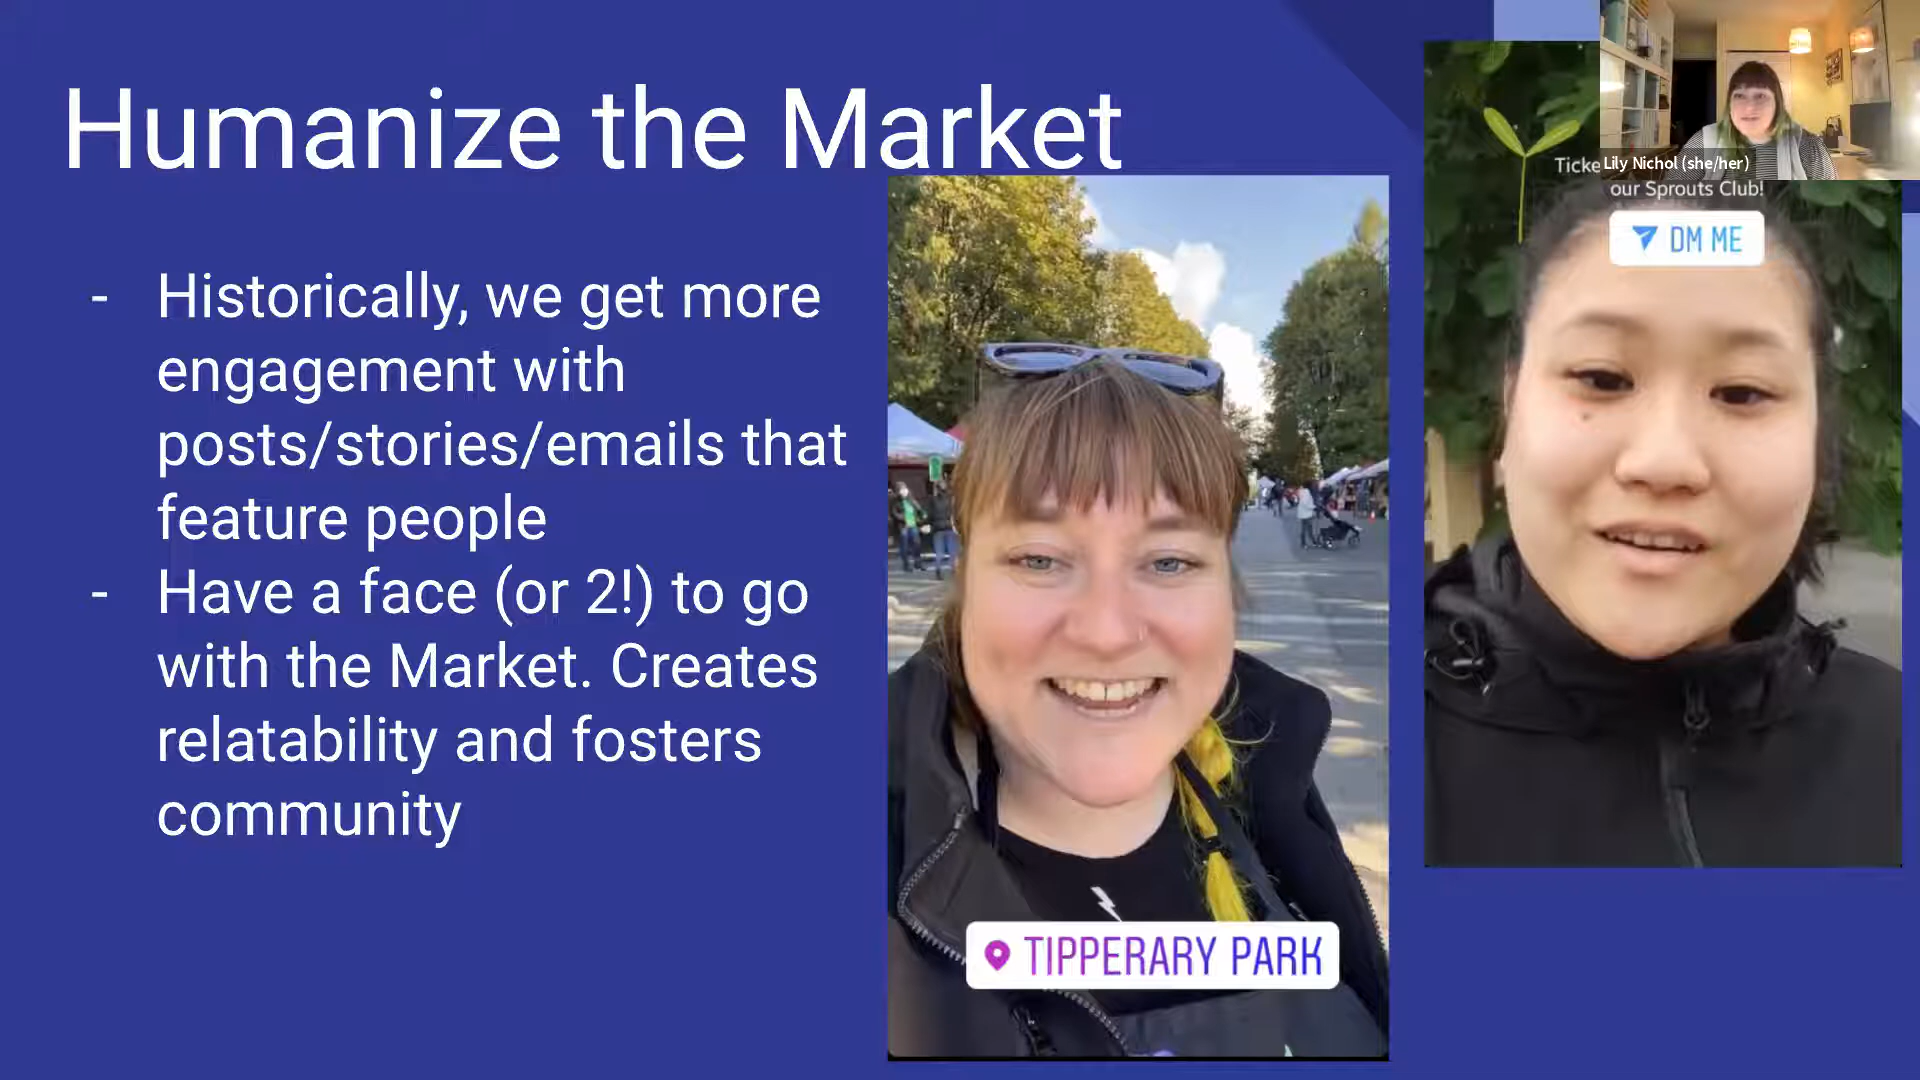 Humanize the Market
- Historically, we get more
engagement with
posts/stories/emails that
feature people
- Have a face (or 2!) to go
with the Market. Creates
relatability and fosters
community
TIPPERARY PARK
Lily Nichol (she/her)
our Sprouts Club!
DM ME